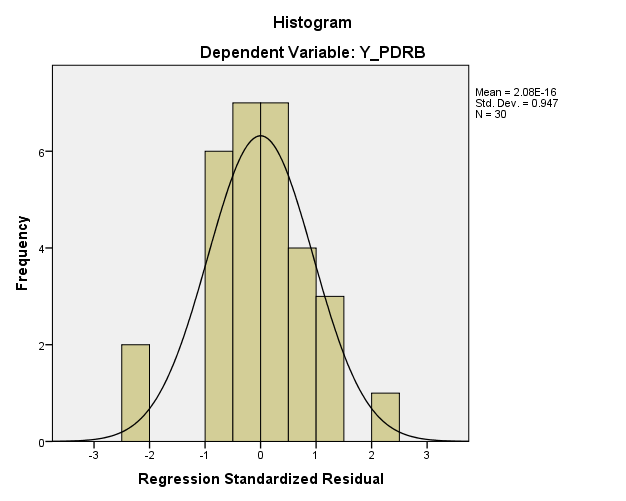 Histogram
Dependent Variable: Y_PDRB
Mean = 2.08E-16
Std. Dev. = 0.947
N = 30
Frequency
6
4
2
0
-3 -2 -1 0 1 2 3
Regression Standardized Residual